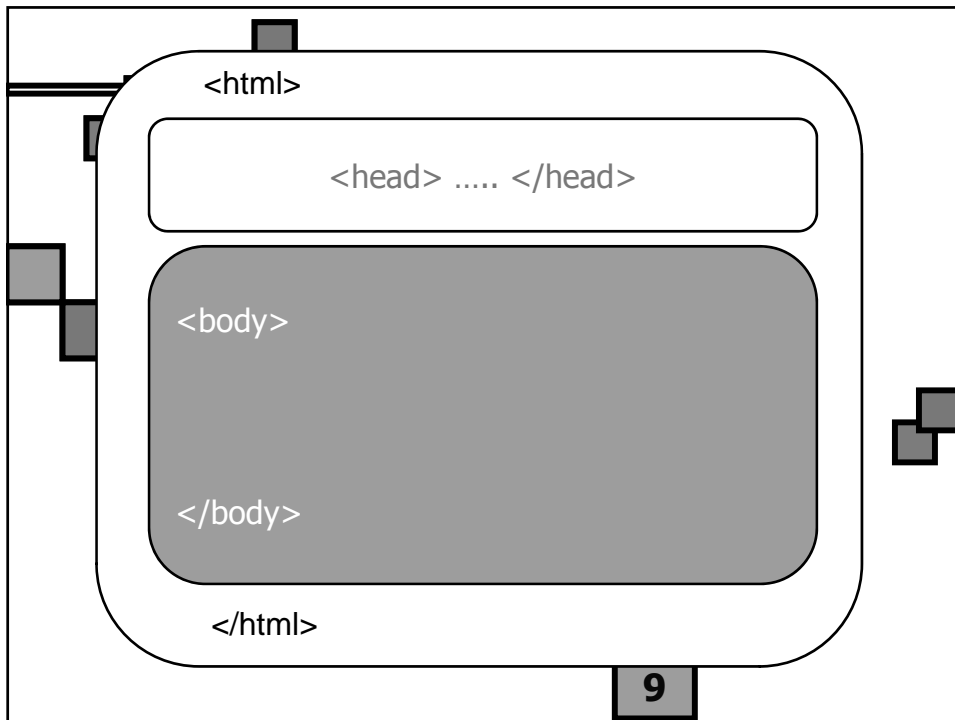 <html>
<head> ..... </head>
<body>
</body>
</html>
9